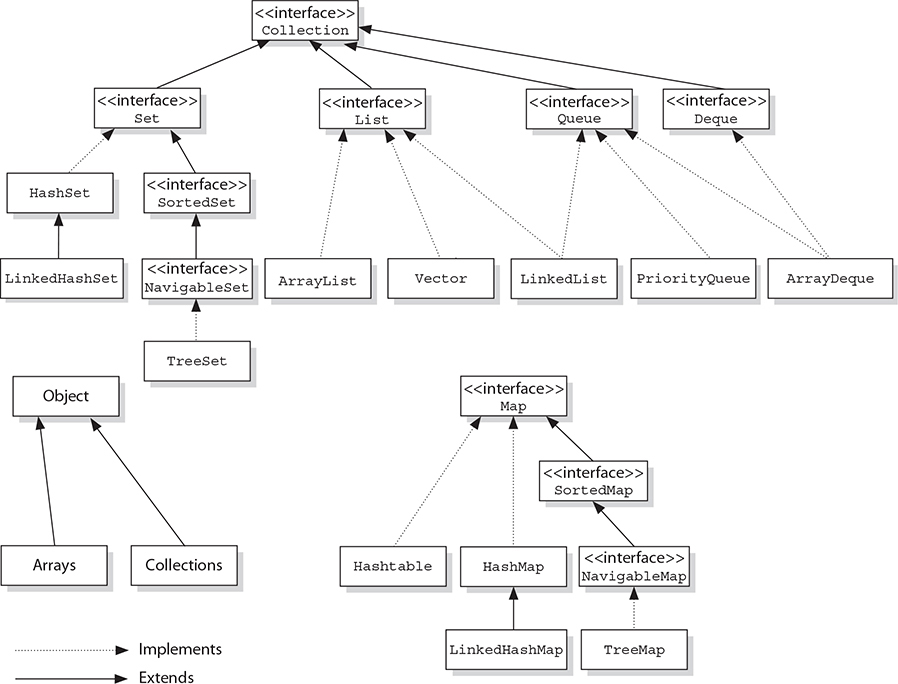 <<interface>>
Collection
<<interface>>
Set
<<interface>>
List
<<interface>>
Queue
<<interface>>
Deque
HashSet
<<interface>>
SortedSet
LinkedHashSet
<<interface>>
NavigableSet
ArrayList
Vector
LinkedList
PriorityQueue
ArrayDeque
TreeSet
Object
<<interface>>
Map
<<interface>>
SortedMap
Arrays
Collections
Hashtable
HashMap
<<interface>>
NavigableMap
LinkedHashMap
TreeMap
Implements
Extends